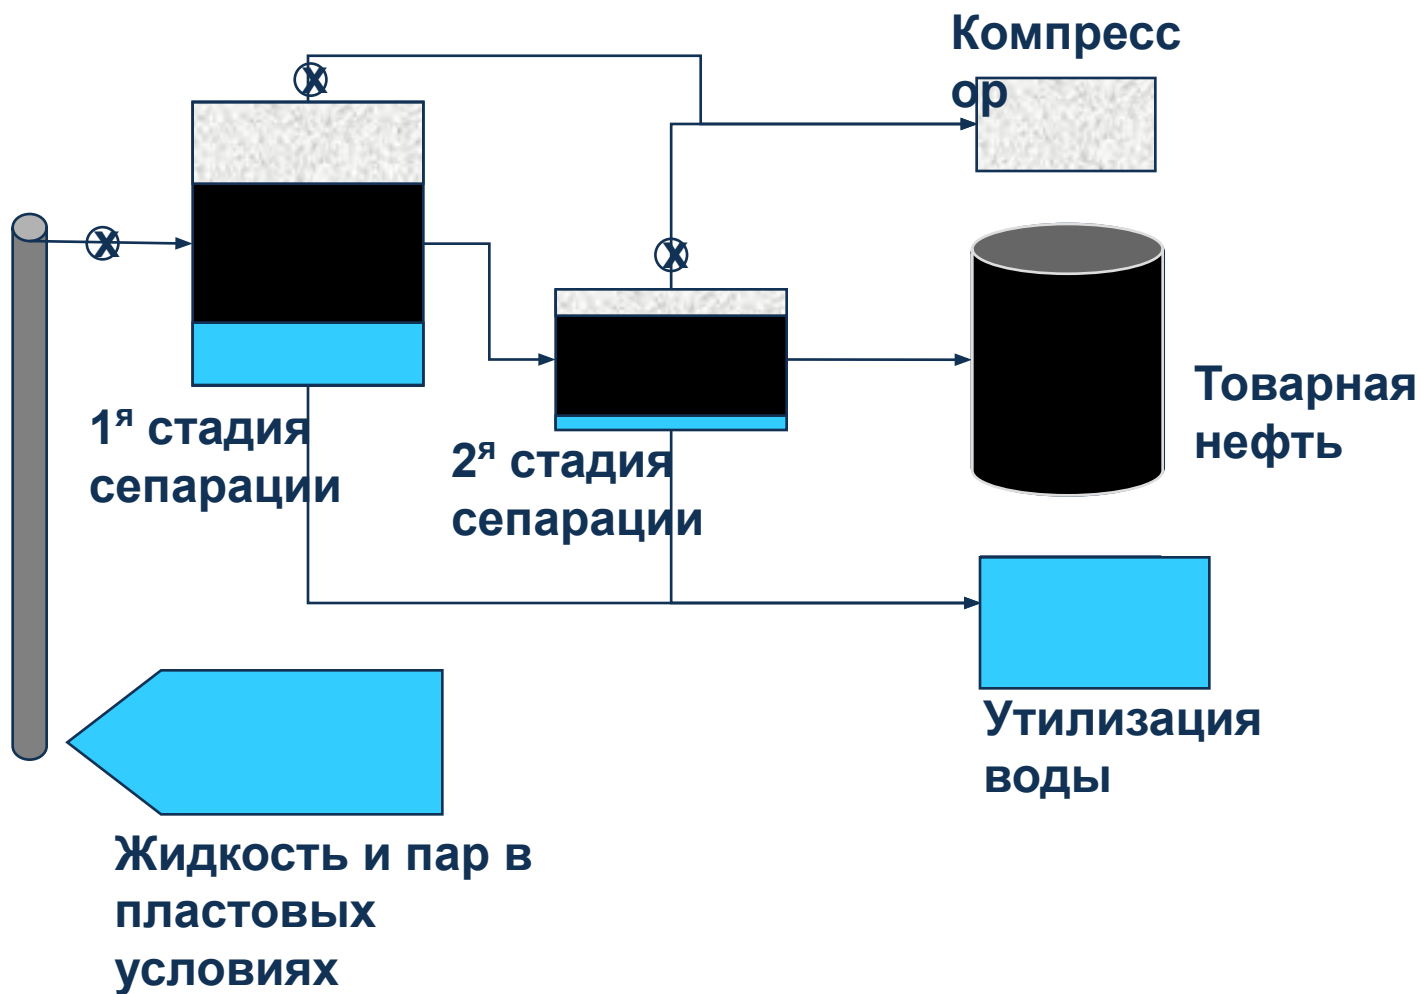 Компресс
ор
X
X
X
1я стадия
сепарации
2я стадия
сепарации
Товарная
нефть
Утилизация
воды
Жидкость и пар в
пластовых
условиях